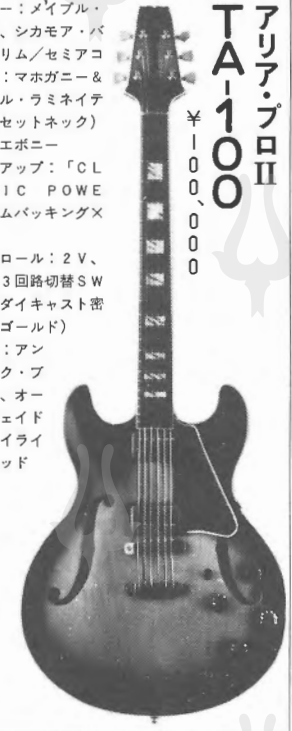 アリア・プロII
TA-100
¥100,000
ー：メイプル・
、シカモア・バ
リム／セミアコ
：マホガニー＆
ル・ラミネイテ
セットネック）
エボニー
アップ：「CL
IC POWE
ムバッキング×
ロール：2V、
3回路切替SW
ダイキャスト密
ゴールド）
：アン
ク・ブ
、オー
ェイド
イライ
ッド